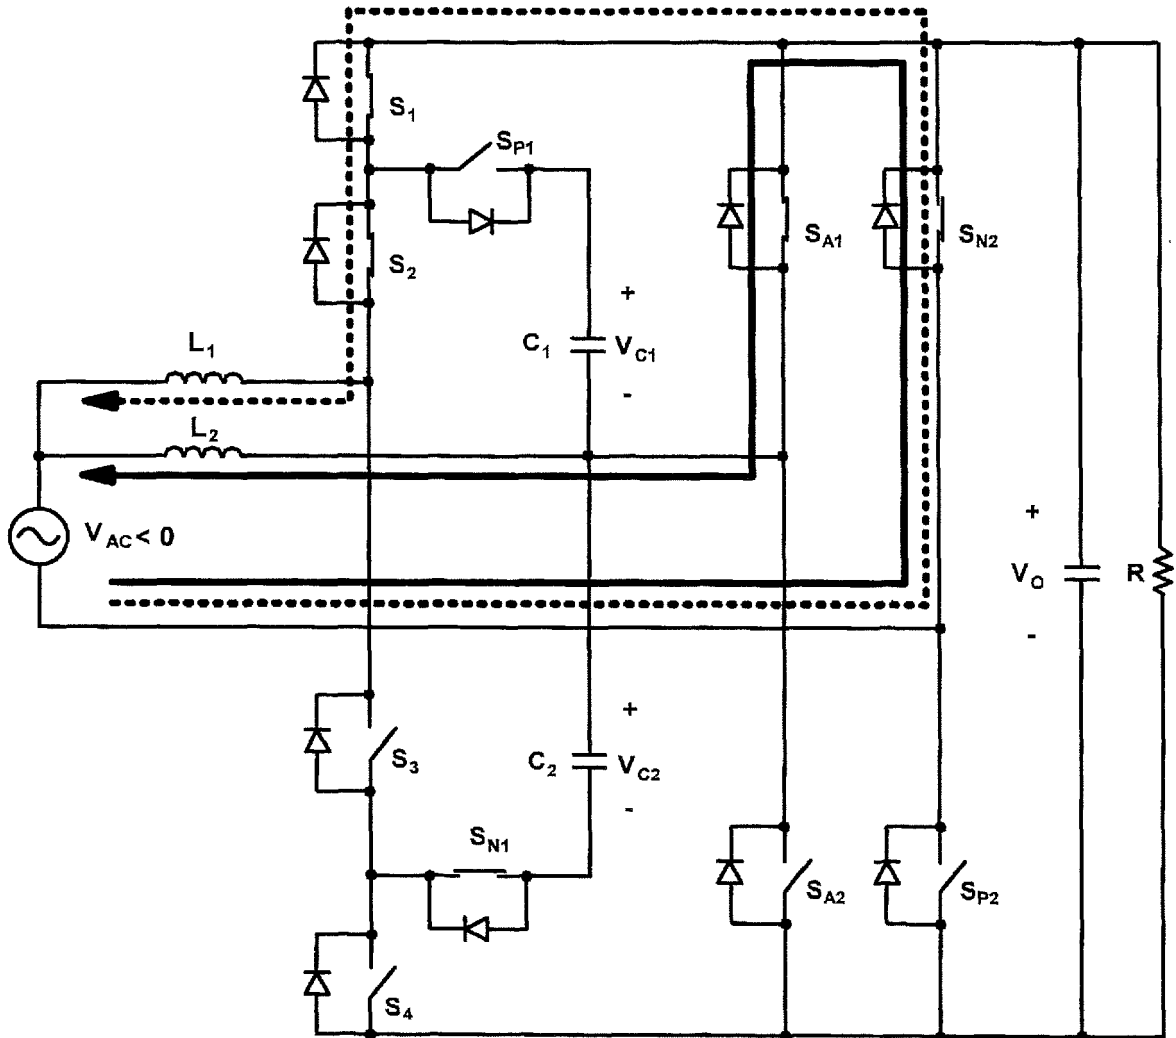 S1
SP1
S2
SA1
SN2
+
C1
VC1
-
L1
L2
VAC < 0
+
VO
-
R
+
S3
C2
VC2
-
SN1
SA2
SP2
S4